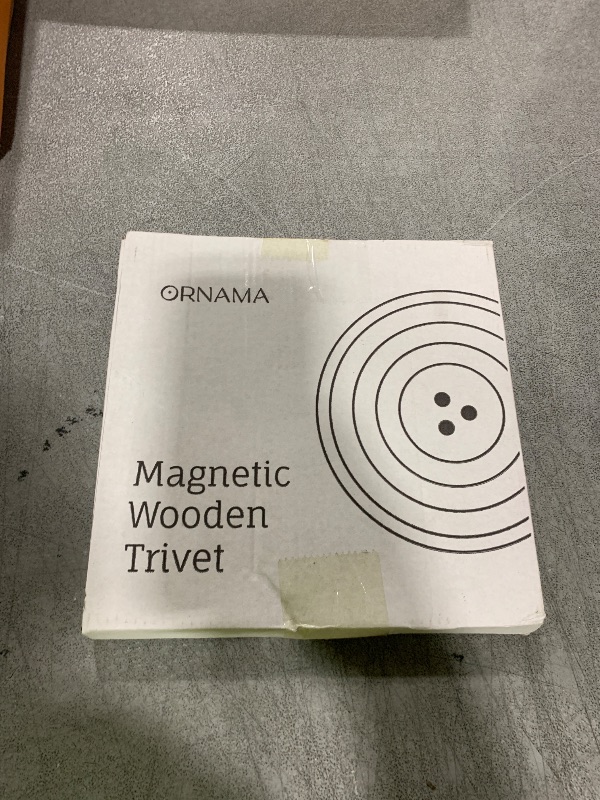 ORNAMA
Magnetic
Wooden
Trivet